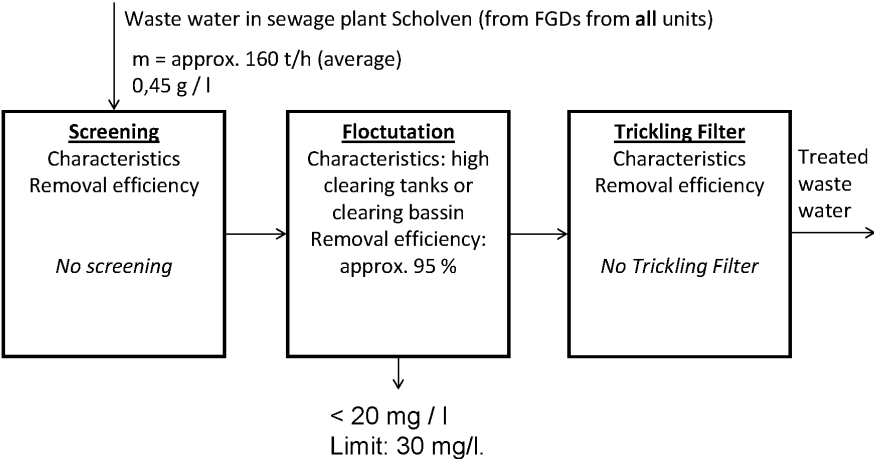 Waste water in sewage plant Scholven (from FGDs from all units)
m = approx. 160 t/h (average)
0,45 g / l
Screening
Characteristics
Removal efficiency
No screening
Floctutation
Characteristics: high
clearing tanks or
clearing bassin
Removal efficiency:
approx. 95 %
Trickling Filter
Characteristics
Removal efficiency
No Trickling Filter
Treated
waste
water
< 20 mg / l
Limit: 30 mg/l.